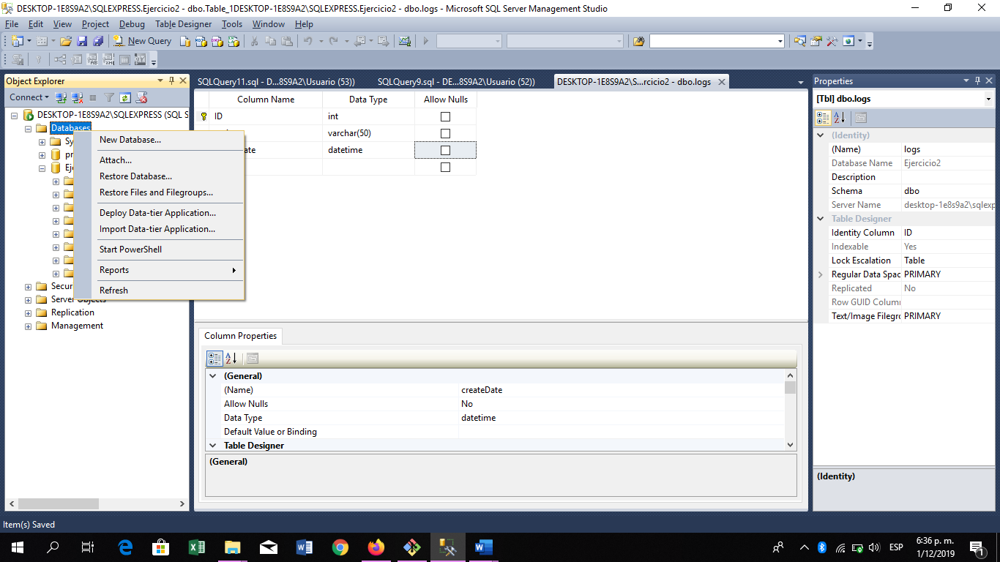 DESKTOP-1E8S9A2\SQLEXPRESS.Ejercicio2 - dbo.Table_1DESKTOP-1E8S9A2\SQLEXPRESS.Ejercicio2 - dbo.logs - Microsoft SQL Server Management Studio
File Edit View Project Debug Table Designer Tools Window Help
New Query
Object Explorer
Connect
DESKTOP-1E8S9A2\SQLEXPRESS (SQL S
Databases
Sy
pr
Eje
Secur
Server Objects
Replication
Management
New Database...
Attach...
Restore Database...
Restore Files and Filegroups...
Deploy Data-tier Application...
Import Data-tier Application...
Start PowerShell
Reports
Refresh
SQLQuery11.sql - D...8S9A2\Usuario (53)) SQLQuery9.sql - DE...8S9A2\Usuario (52)) DESKTOP-1E8S9A2\S...rcicio2 - dbo.logs
Column Name Data Type Allow Nulls
ID int
varchar(50)
ate datetime
Column Properties
(General)
(Name) createDate
Allow Nulls No
Data Type datetime
Default Value or Binding
Table Designer
(General)
Properties
[Tbl] dbo.logs
(Identity)
(Name) logs
Database Name Ejercicio2
Description
Schema dbo
Server Name desktop-1e8s9a2\sqlexp
Table Designer
Identity Column ID
Indexable Yes
Lock Escalation Table
Regular Data Spac PRIMARY
Replicated No
Row GUID Column
Text/Image Filegro PRIMARY
(Identity)
Item(s) Saved
ESP
6:36 p. m.
1/12/2019
1